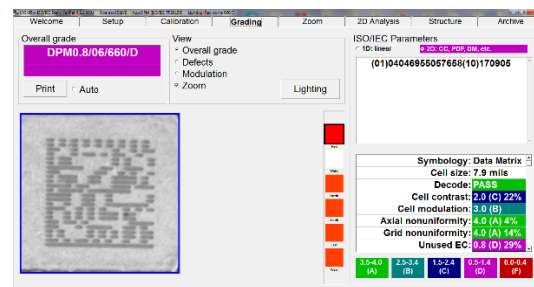 Welcome Setup Calibration Grading Zoom 2D Analysis Structure Archive
Overall grade
DPM0.8/06/660/D
Print
Auto
View
Overall grade
Defects
Modulation
Zoom
Lighting
ISO/IEC Parameters
1D: linear
2D: CC, PDF, DM, etc.
(01)04046955057658(10)170905
Symbology: Data Matrix
Cell size: 7.9 mils
Decode: PASS
Cell contrast: 2.0 (C) 22%
Cell modulation: 3.0 (B)
Axial nonuniformity: 4.0 (A) 4%
Grid nonuniformity: 4.0 (A) 14%
Unused EC: 0.8 (D) 29%
3.5-4.0 2.5-3.4 1.5-2.4 0.5-1.4 0.0-0.4
(A) (B) (C) (D) (F)